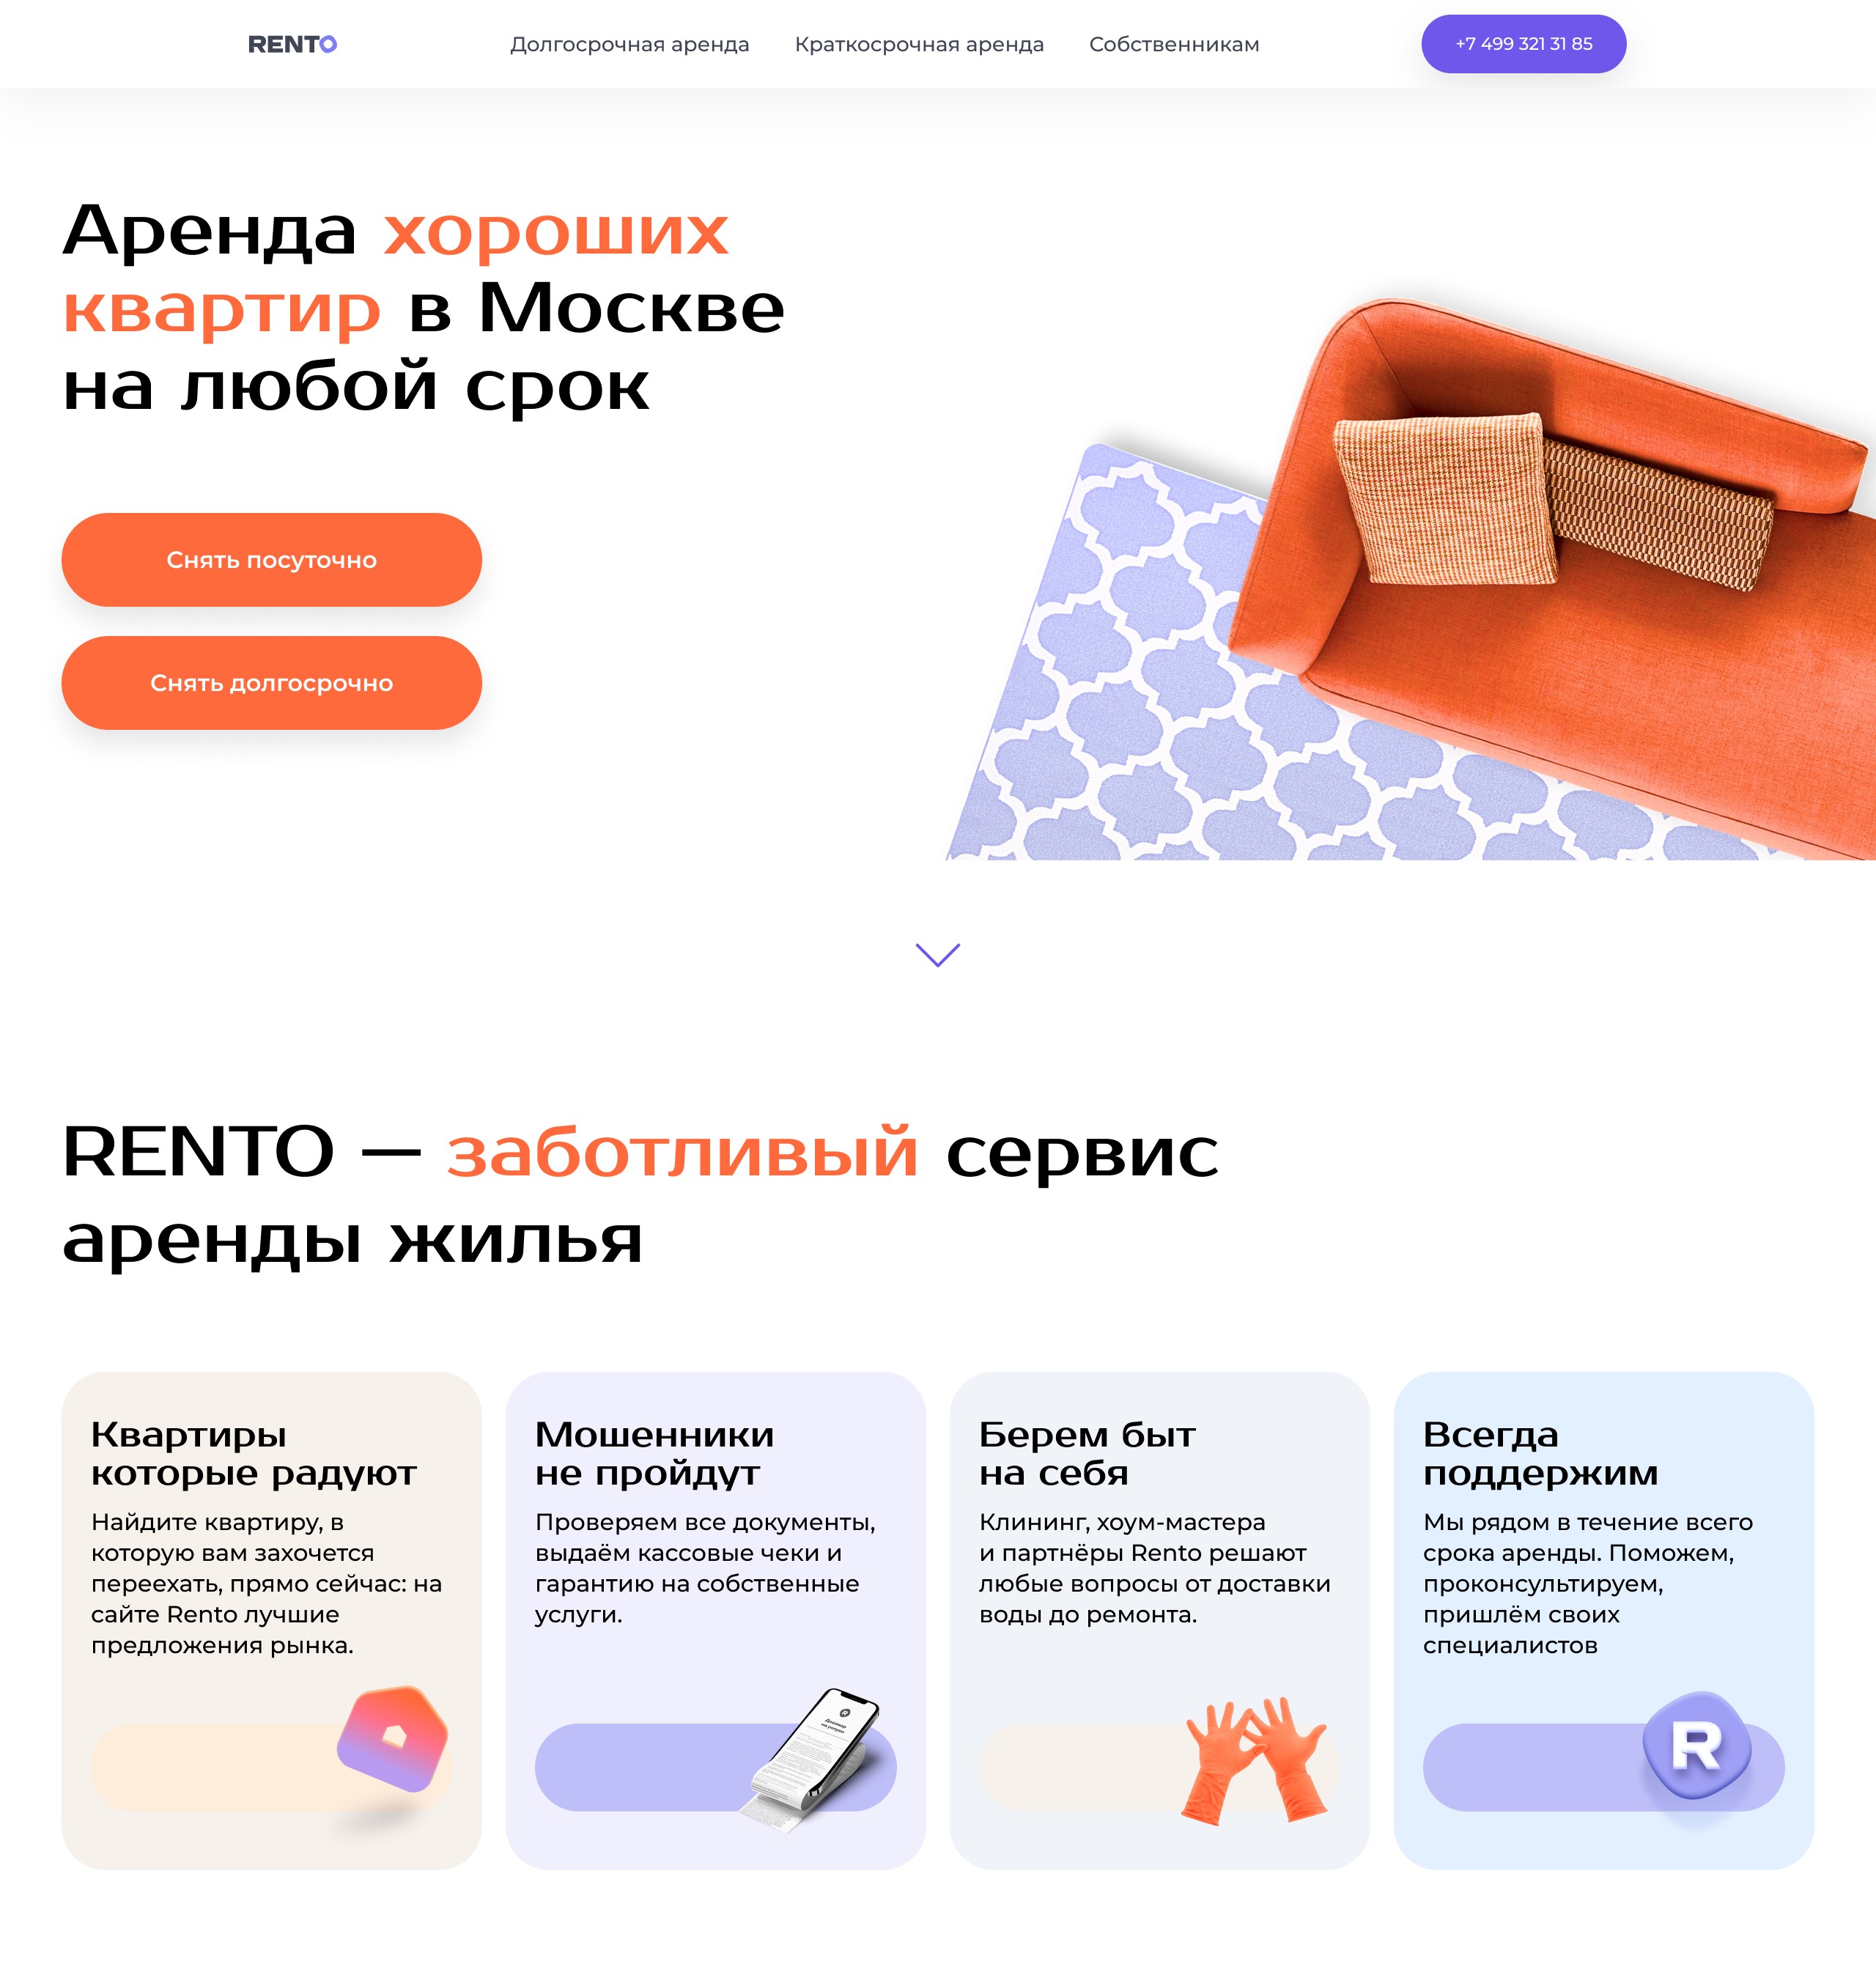 RENTO
Долгосрочная аренда
Краткосрочная аренда
Собственникам
+7 499 321 31 85
Аренда хороших
квартир в Москве
на любой срок
Снять посуточно
Снять долгосрочно
RENTO — заботливый сервис
аренды жилья
Квартиры
которые радуют
Найдите квартиру, в
которую вам захочется
переехать, прямо сейчас: на
сайте Rento лучшие
предложения рынка.
Мошенники
не пройдут
Проверяем все документы,
выдаём кассовые чеки и
гарантию на собственные
услуги.
Берем быт
на себя
Клининг, хоум-мастера
и партнёры Rento решают
любые вопросы от доставки
воды до ремонта.
Всегда
поддержим
Мы рядом в течение всего
срока аренды. Поможем,
проконсультируем,
пришлём своих
специалистов
R